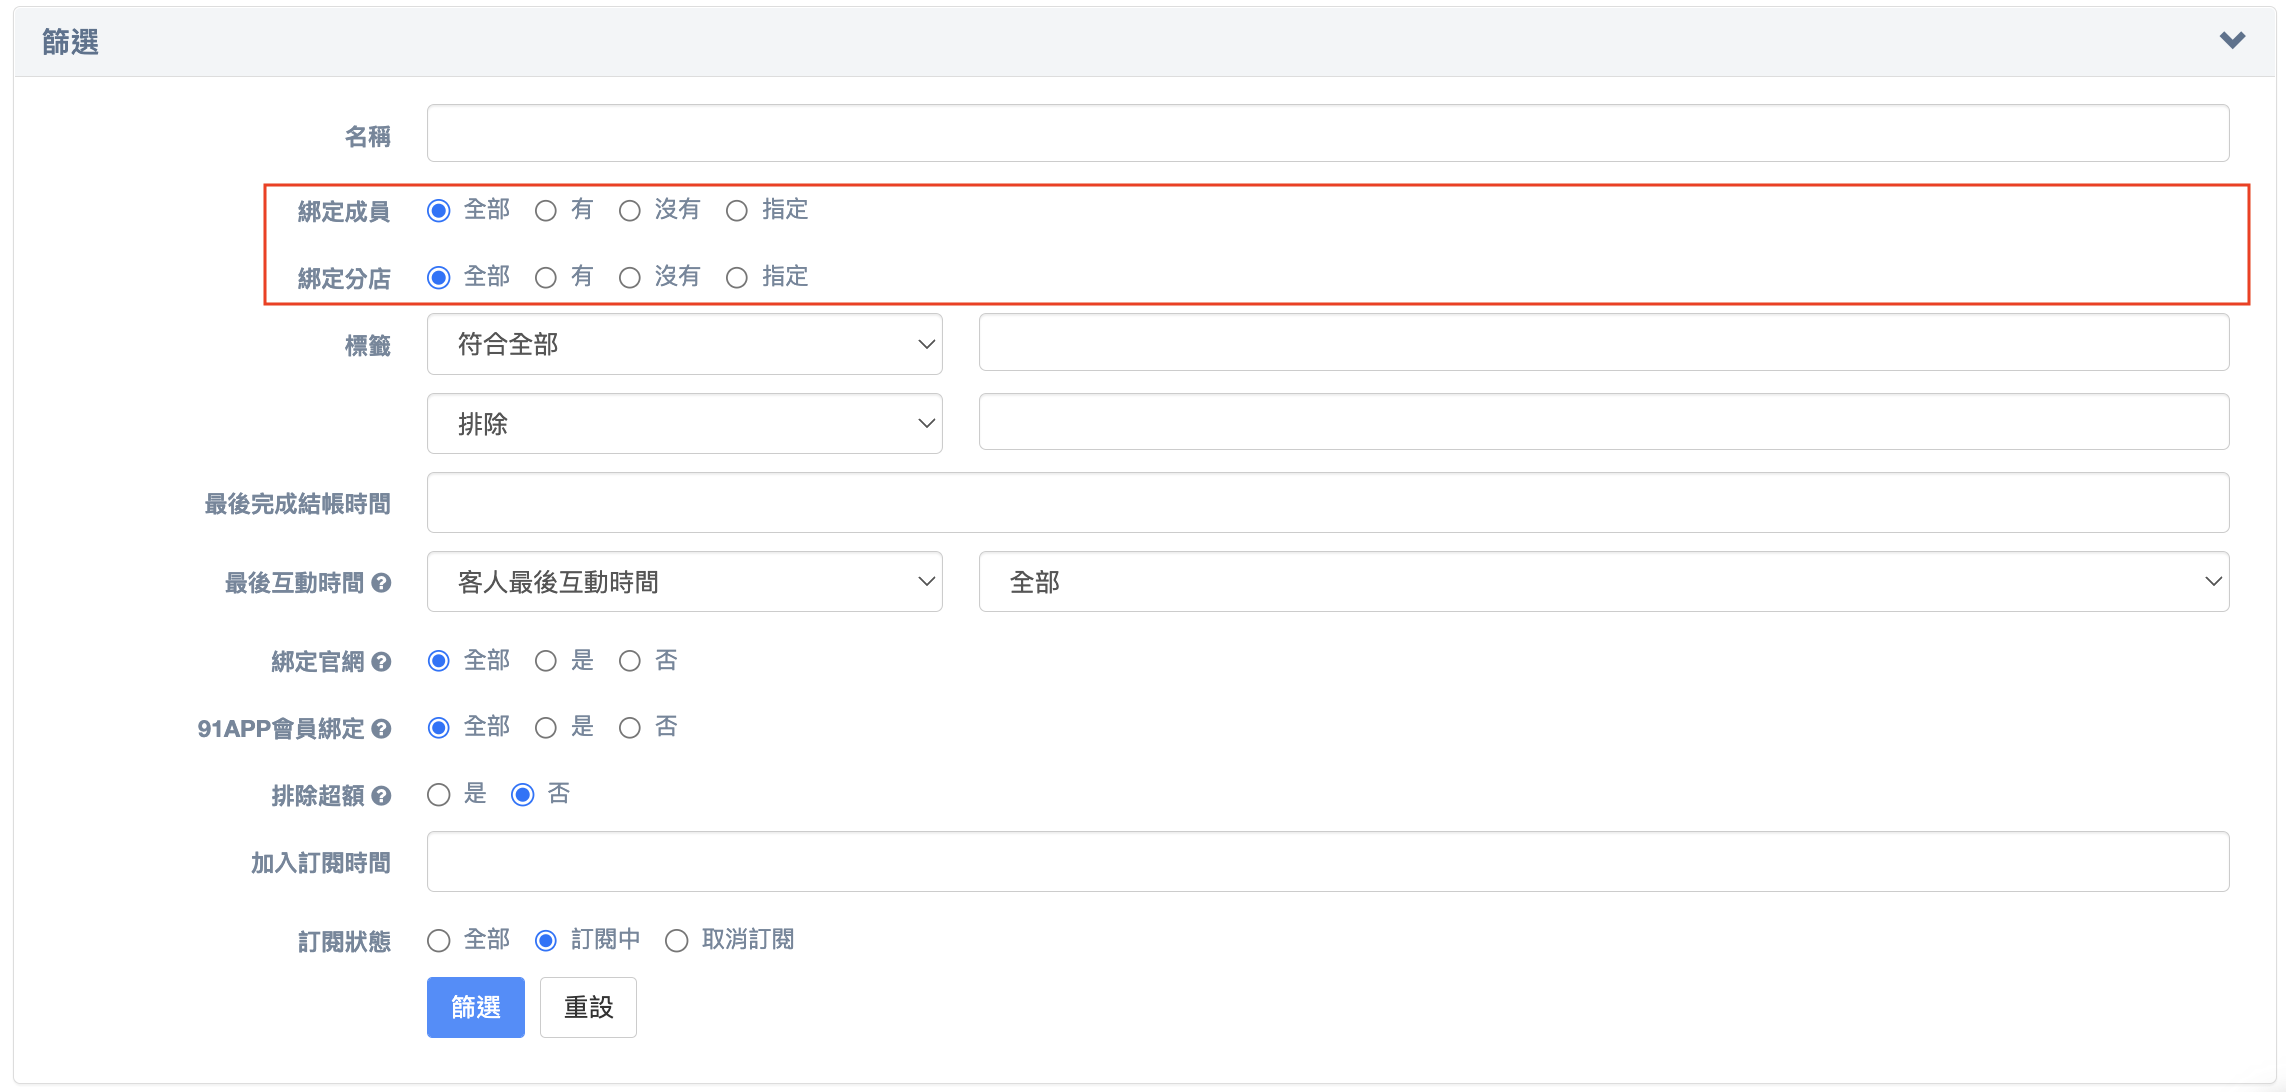 篩選
名稱
綁定成員 全部 有 沒有 指定
綁定分店 全部 有 沒有 指定
標籤 符合全部
排除
最後完成結帳時間
最後互動時間 客人最後互動時間 全部
綁定官網 全部 是 否
91APP會員綁定 全部 是 否
排除超額 是 否
加入訂閱時間
訂閱狀態 全部 訂閱中 取消訂閱
篩選 重設